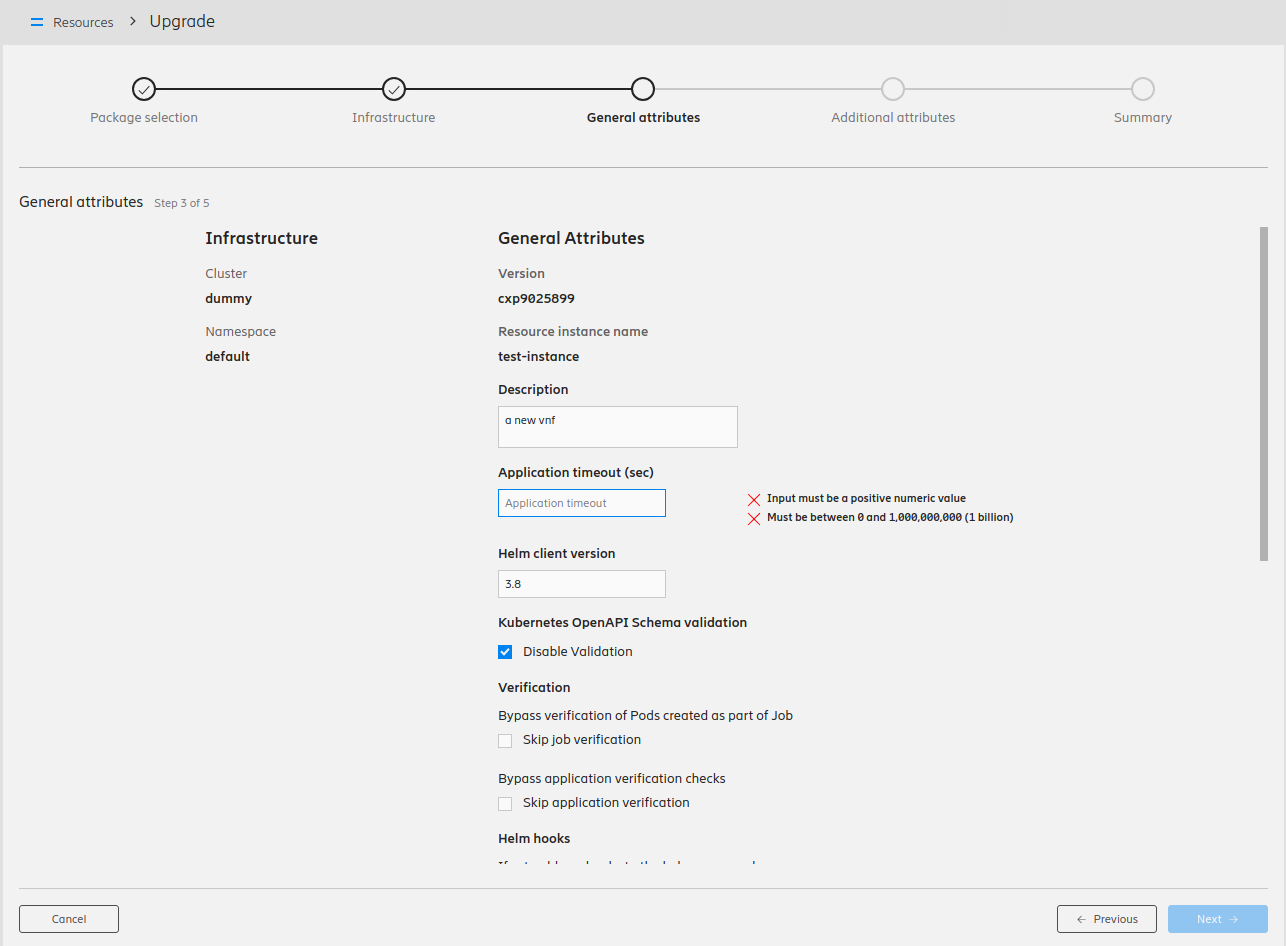 Resources > Upgrade
Package selection
Infrastructure
General attributes
Additional attributes
Summary
General attributes Step 3 of 5
Infrastructure
Cluster
dummy
Namespace
default
General Attributes
Version
cxp9025899
Resource instance name
test-instance
Description
a new vnf
Application timeout (sec)
Application timeout
Input must be a positive numeric value
Must be between 0 and 1,000,000,000 (1 billion)
Helm client version
3.8
Kubernetes OpenAPI Schema validation
Disable Validation
Verification
Bypass verification of Pods created as part of Job
Skip job verification
Bypass application verification checks
Skip application verification
Helm hooks
Cancel
← Previous
Next →